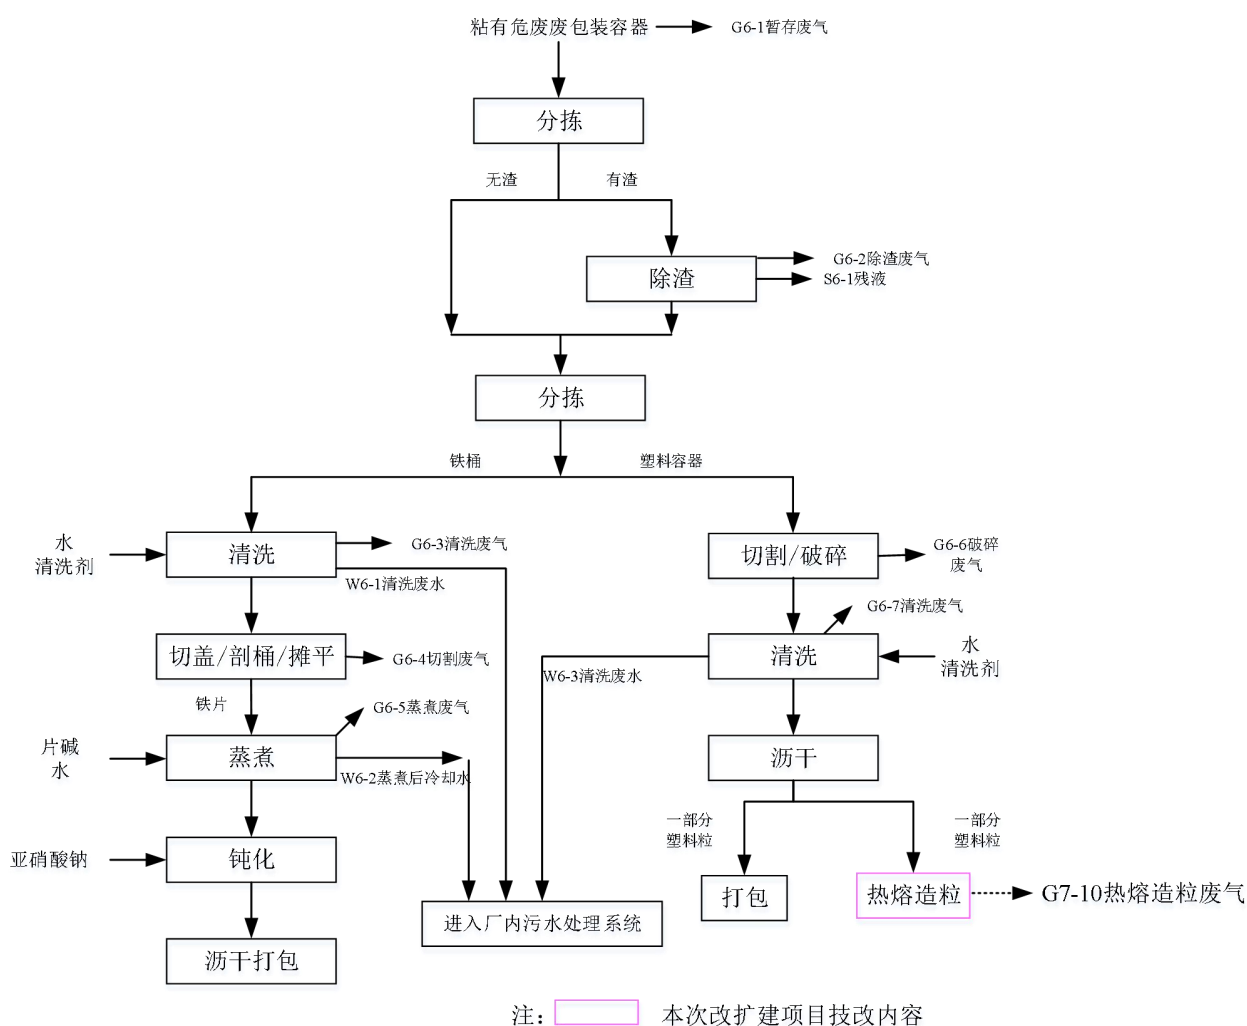 粘有危废废包装容器
G6-1暂存废气
分拣
无渣
有渣
除渣
G6-2除渣废气
S6-1残液
分拣
铁桶
塑料容器
水
清洗剂
清洗
G6-3清洗废气
W6-1清洗废水
切割/破碎
G6-6破碎
废气
切盖/剖桶/摊平
G6-4切割废气
G6-7清洗废气
清洗
水
清洗剂
W6-3清洗废水
铁片
G6-5蒸煮废气
片碱
水
蒸煮
W6-2蒸煮后冷却水
沥干
一部分
塑料粒
一部分
塑料粒
亚硝酸钠
钝化
打包
热熔造粒
G7-10热熔造粒废气
进入厂内污水处理系统
沥干打包
注：
本次改扩建项目技改内容